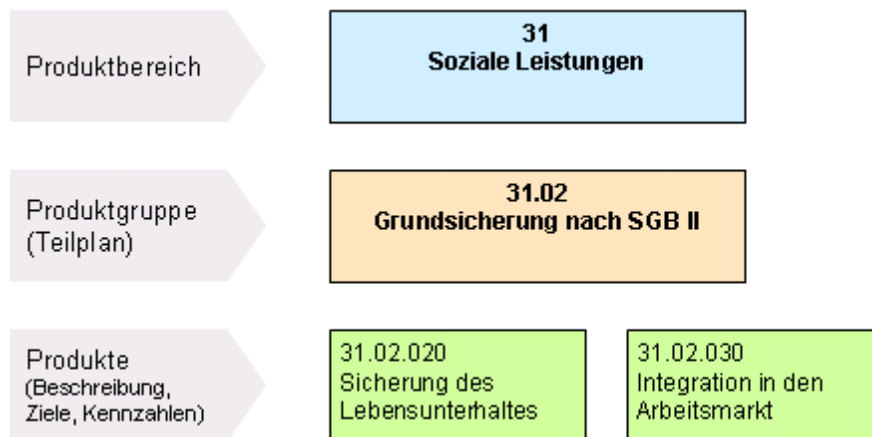 Produktbereich
31
Soziale Leistungen
Produktgruppe
(Teilplan)
31.02
Grundsicherung nach SGB II
Produkte
(Beschreibung,
Ziele, Kennzahlen)
31.02.020
Sicherung des
Lebensunterhaltes
31.02.030
Integration in den
Arbeitsmarkt